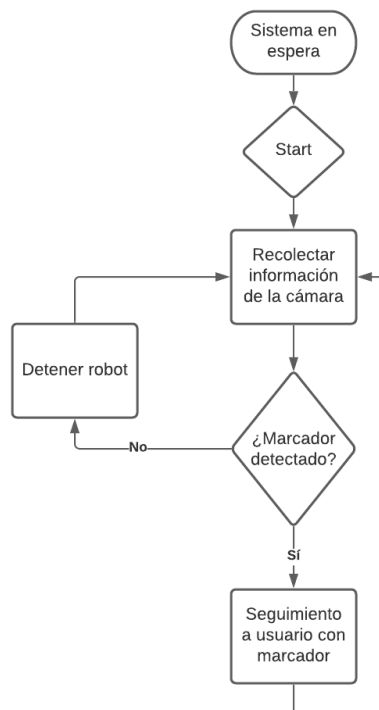 Sistema en
espera
Start
Recolectar
información
de la cámara
Detener robot
¿Marcador
detectado?
No
Sí
Seguimiento
a usuario con
marcador